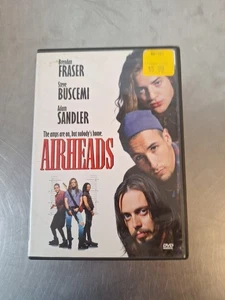 Brendan
FRASER
Steve
BUSCEMI
Adam
SANDLER
The amps are on, but nobody's home.
AIRHEADS
DVD